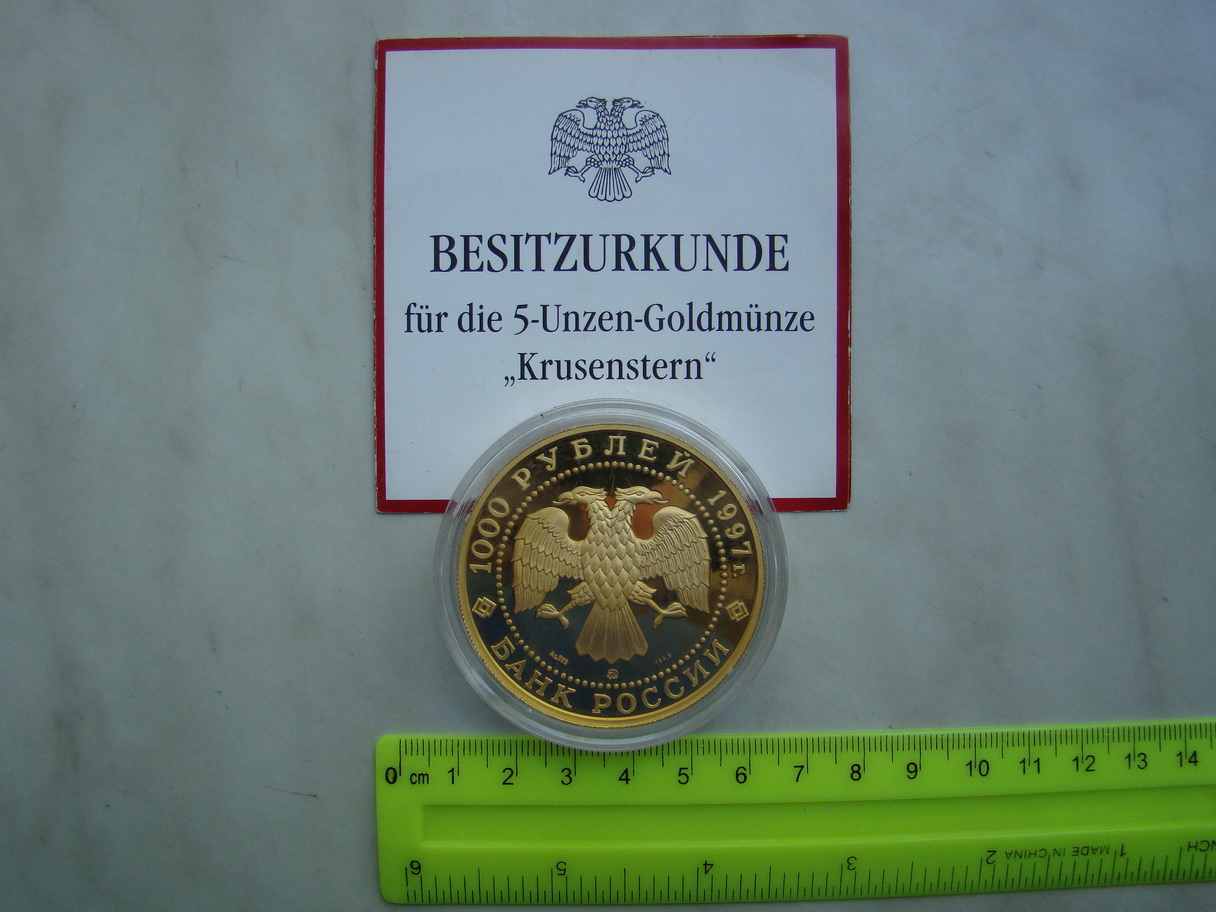 BESITZURKUNDE
für die 5-Unzen-Goldmünze
„Krusenstern“
1000 РУБЛЕЙ 1997г.
БАНК РОССИИ
0 cm 1 2 3 4 5 6 7 8 9 10 11 12 13 14
6 5 4 3 2 MADE IN CHINA 1 NCH